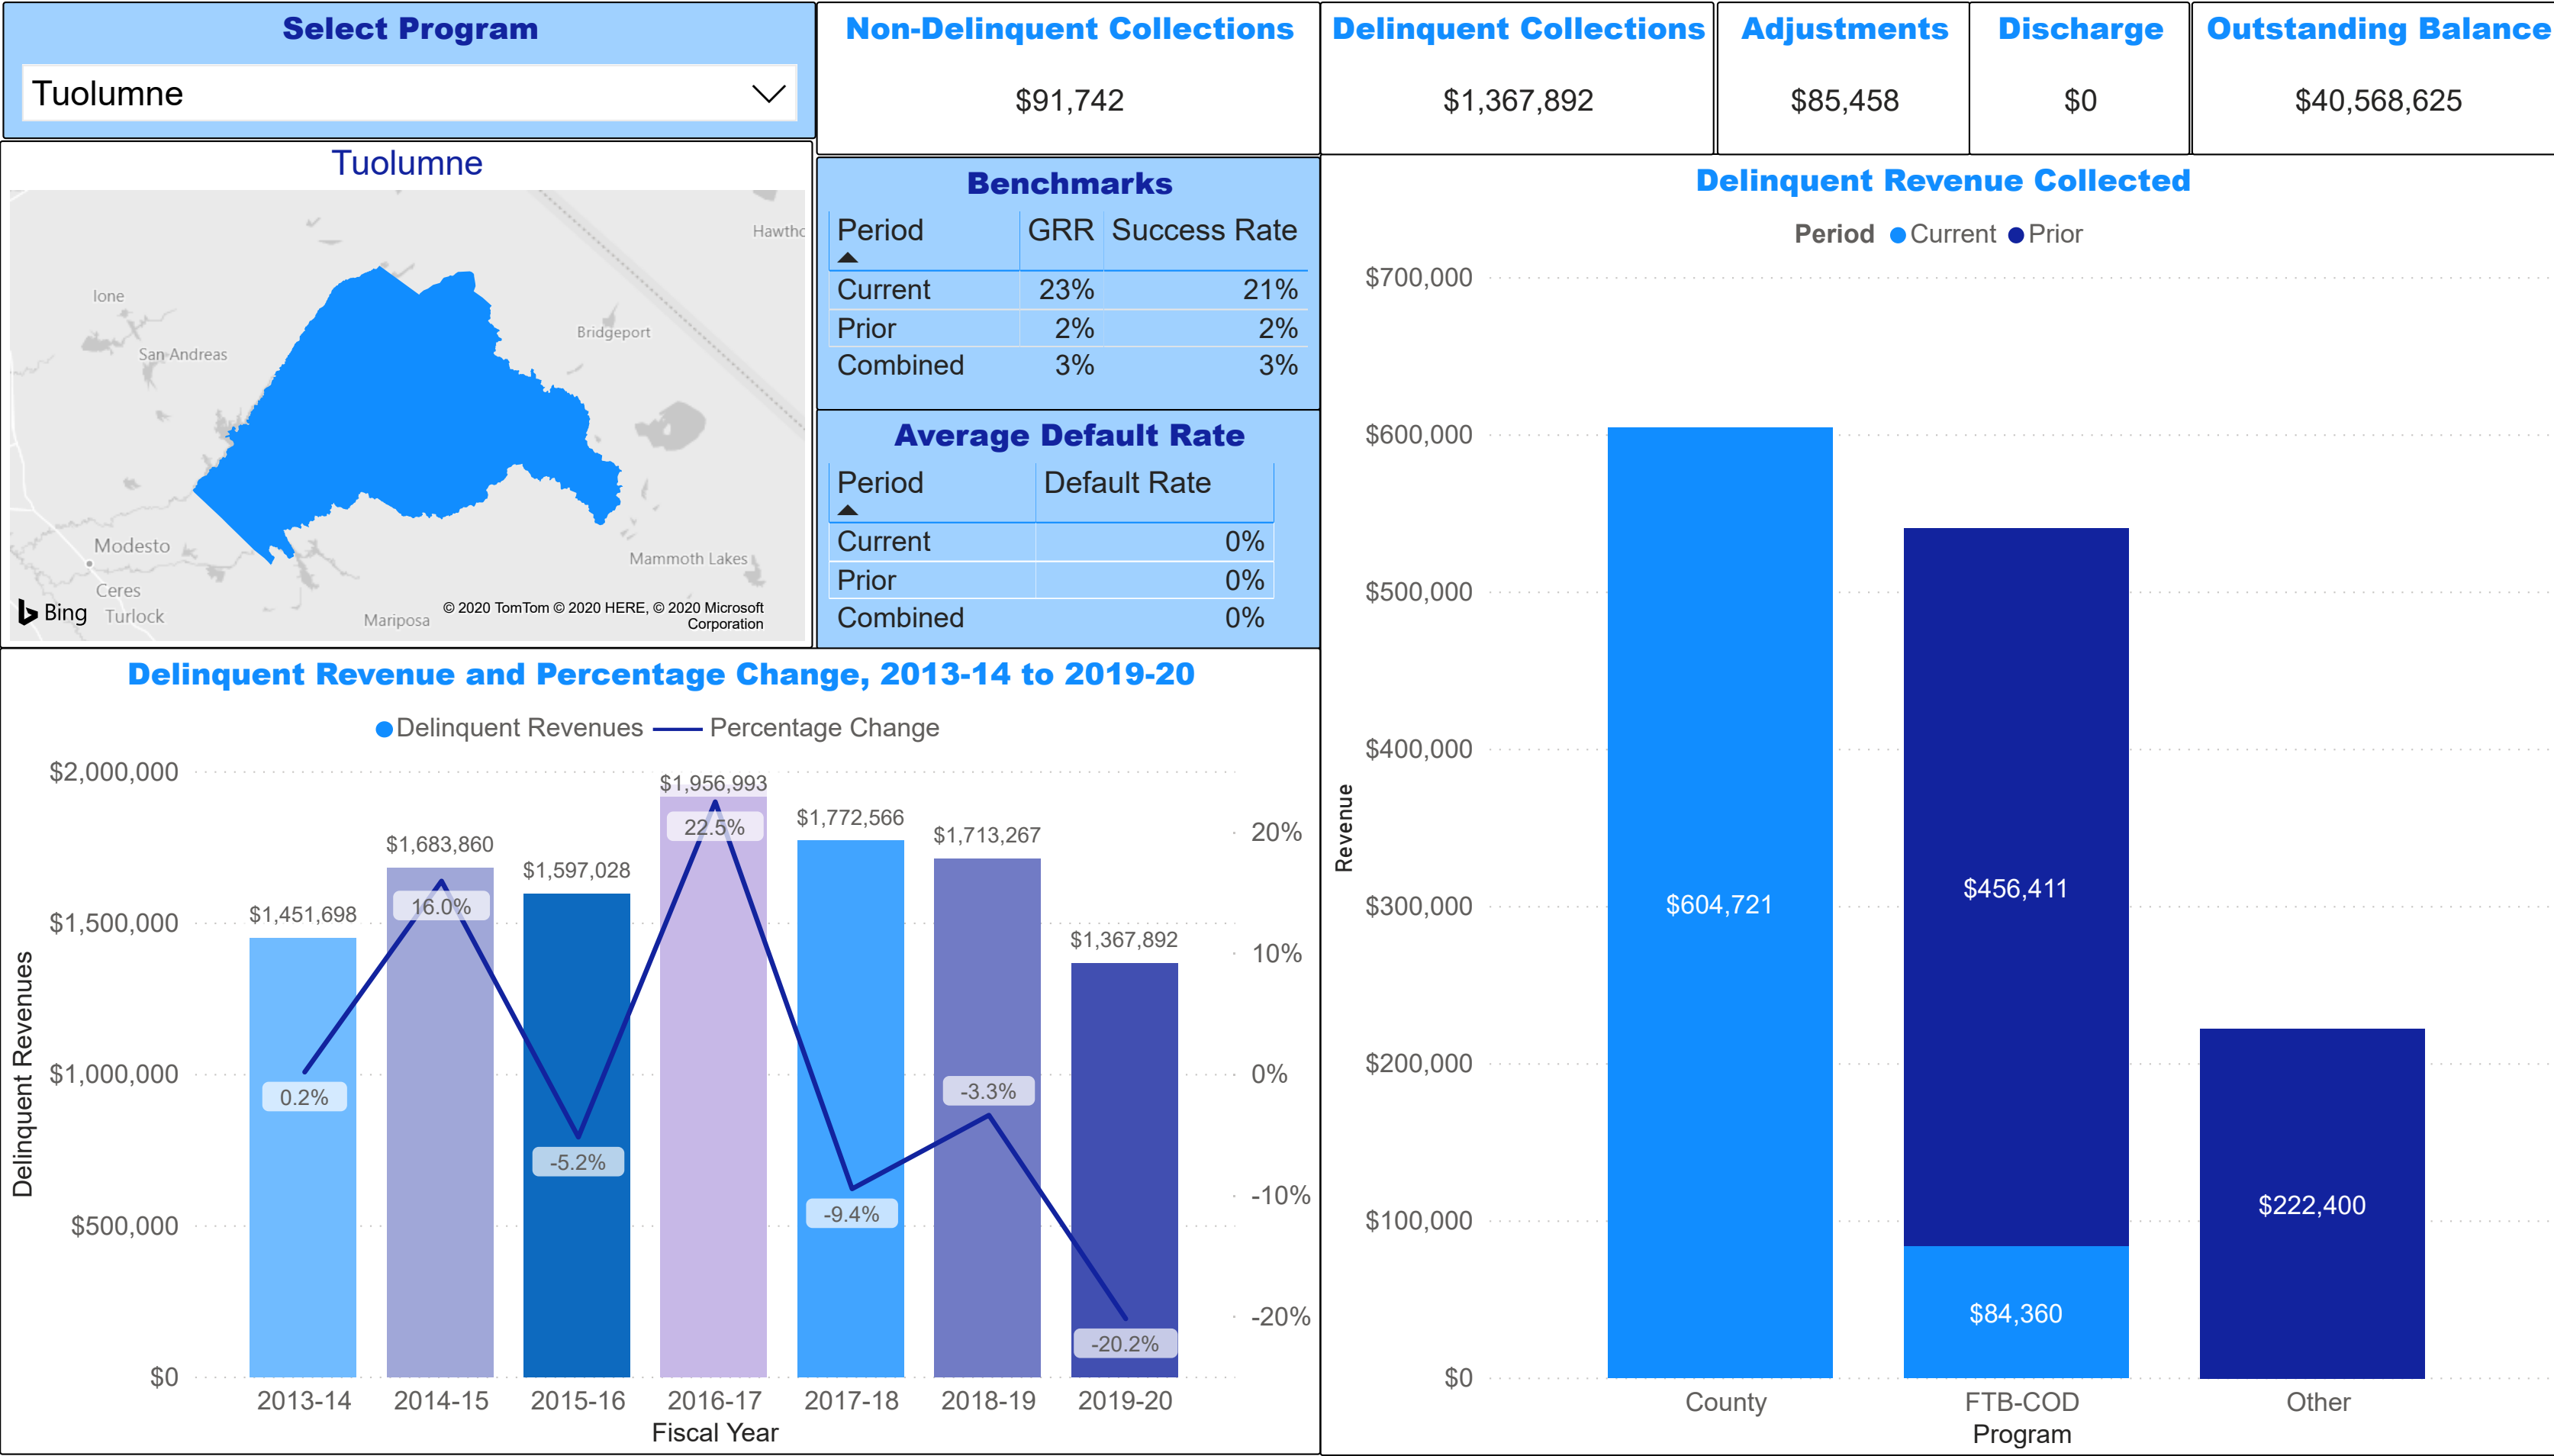 Select Program
Tuolumne
Non-Delinquent Collections
$91,742
Delinquent Collections
$1,367,892
Adjustments
$85,458
Discharge
$0
Outstanding Balance
$40,568,625
Tuolumne
Hawthc
Ione
San Andreas
Bridgeport
Modesto
Mammoth Lakes
Ceres
Turlock
Mariposa
Bing
© 2020 TomTom © 2020 HERE, © 2020 Microsoft
Corporation
Benchmarks
Period GRR Success Rate
Current 23% 21%
Prior 2% 2%
Combined 3% 3%
Average Default Rate
Period Default Rate
Current 0%
Prior 0%
Combined 0%
Delinquent Revenue and Percentage Change, 2013-14 to 2019-20
Delinquent Revenues Percentage Change
Delinquent Revenues
$2,000,000
$1,500,000
$1,000,000
$500,000
$0
$1,451,698
$1,683,860
$1,597,028
$1,956,993
$1,772,566
$1,713,267
$1,367,892
0.2%
16.0%
-5.2%
22.5%
-9.4%
-3.3%
-20.2%
20%
10%
0%
-10%
-20%
2013-14 2014-15 2015-16 2016-17 2017-18 2018-19 2019-20
Fiscal Year
Delinquent Revenue Collected
Period Current Prior
Revenue
$700,000
$600,000
$500,000
$400,000
$300,000
$200,000
$100,000
$0
$604,721
$456,411
$84,360
$222,400
County FTB-COD Other
Program